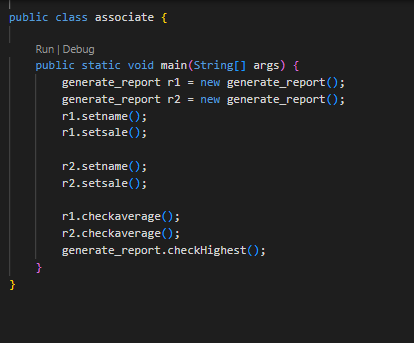 public class associate {
Run | Debug
public static void main(String[] args) {
generate_report r1 = new generate_report();
generate_report r2 = new generate_report();
r1.setname();
r1.setsale();
r2.setname();
r2.setsale();
r1.checkaverage();
r2.checkaverage();
generate_report.checkHighest();
}
}